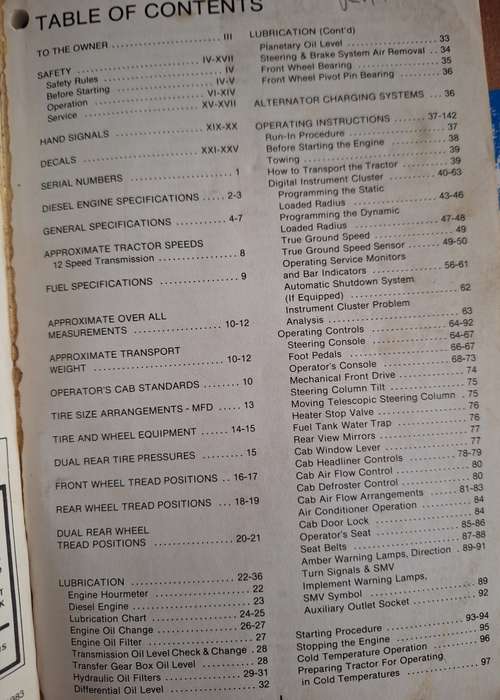 TABLE OF CONTENTS
TO THE OWNER ........................ III
SAFETY ........................ IV-XVII
Safety Rules ........................ IV
Before Starting ........................ IV-V
Operation ........................ VI-XIV
Service ........................ XV-XVII
HAND SIGNALS ........................ XIX-XX
DECALS ........................ XXI-XXV
SERIAL NUMBERS ........................ 1
DIESEL ENGINE SPECIFICATIONS ..... 2-3
GENERAL SPECIFICATIONS ........... 4-7
APPROXIMATE TRACTOR SPEEDS
12 Speed Transmission ................ 8
FUEL SPECIFICATIONS ................ 9
APPROXIMATE OVER ALL
MEASUREMENTS .................. 10-12
APPROXIMATE TRANSPORT
WEIGHT ........................ 10-12
OPERATOR'S CAB STANDARDS ........ 10
TIRE SIZE ARRANGEMENTS - MFD ..... 13
TIRE AND WHEEL EQUIPMENT ...... 14-15
DUAL REAR TIRE PRESSURES ......... 15
FRONT WHEEL TREAD POSITIONS .. 16-17
REAR WHEEL TREAD POSITIONS ... 18-19
DUAL REAR WHEEL
TREAD POSITIONS ................ 20-21
LUBRICATION ...................... 22-36
Engine Hourmeter .................. 22
Diesel Engine ...................... 23
Lubrication Chart ................ 24-25
Engine Oil Change ................ 26-27
Engine Oil Filter .................. 27
Transmission Oil Level Check & Change . 28
Transfer Gear Box Oil Level .......... 28
Hydraulic Oil Filters .............. 29-31
Differential Oil Level ................ 32
LUBRICATION (Cont'd)
Planetary Oil Level .................. 33
Steering & Brake System Air Removal .. 34
Front Wheel Bearing ................ 35
Front Wheel Pivot Pin Bearing ........ 36
ALTERNATOR CHARGING SYSTEMS ... 36
OPERATING INSTRUCTIONS ........ 37-142
Run-In Procedure .................. 37
Before Starting the Engine .......... 38
Towing ............................ 39
How to Transport the Tractor ........ 39
Digital Instrument Cluster ........ 40-63
Programming the Static
Loaded Radius ................ 43-46
Programming the Dynamic
Loaded Radius ................ 47-48
True Ground Speed ................ 49
True Ground Speed Sensor ....... 49-50
Operating Service Monitors
and Bar Indicators ............. 56-61
Automatic Shutdown System
(If Equipped) .................... 62
Instrument Cluster Problem
Analysis ........................ 63
Operating Controls ............... 64-92
Steering Console ............... 64-67
Foot Pedals .................... 66-67
Operator's Console ............. 68-73
Mechanical Front Drive ............ 74
Steering Column Tilt .............. 75
Moving Telescopic Steering Column . 75
Heater Stop Valve ................ 76
Fuel Tank Water Trap .............. 76
Rear View Mirrors ................ 77
Cab Window Lever ................ 77
Cab Headliner Controls ......... 78-79
Cab Air Flow Control .............. 80
Cab Defroster Control ............ 80
Cab Air Flow Arrangements ...... 81-83
Air Conditioner Operation .......... 84
Cab Door Lock .................... 84
Operator's Seat ................ 85-86
Seat Belts ..................... 87-88
Amber Warning Lamps, Direction . 89-91
Turn Signals & SMV
Implement Warning Lamps,
SMV Symbol ...................... 89
Auxiliary Outlet Socket ............ 92
Starting Procedure ................ 93-94
Stopping the Engine ................ 95
Cold Temperature Operation .......... 96
Preparing Tractor For Operating
in Cold Temperatures ................ 97